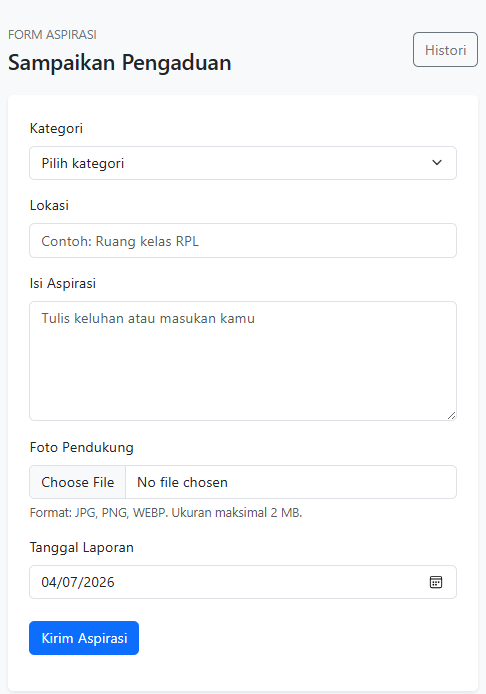 FORM ASPIRASI
Sampaikan Pengaduan
Histori
Kategori
Pilih kategori
Lokasi
Contoh: Ruang kelas RPL
Isi Aspirasi
Tulis keluhan atau masukan kamu
Foto Pendukung
Choose File No file chosen
Format: JPG, PNG, WEBP. Ukuran maksimal 2 MB.
Tanggal Laporan
04/07/2026
Kirim Aspirasi